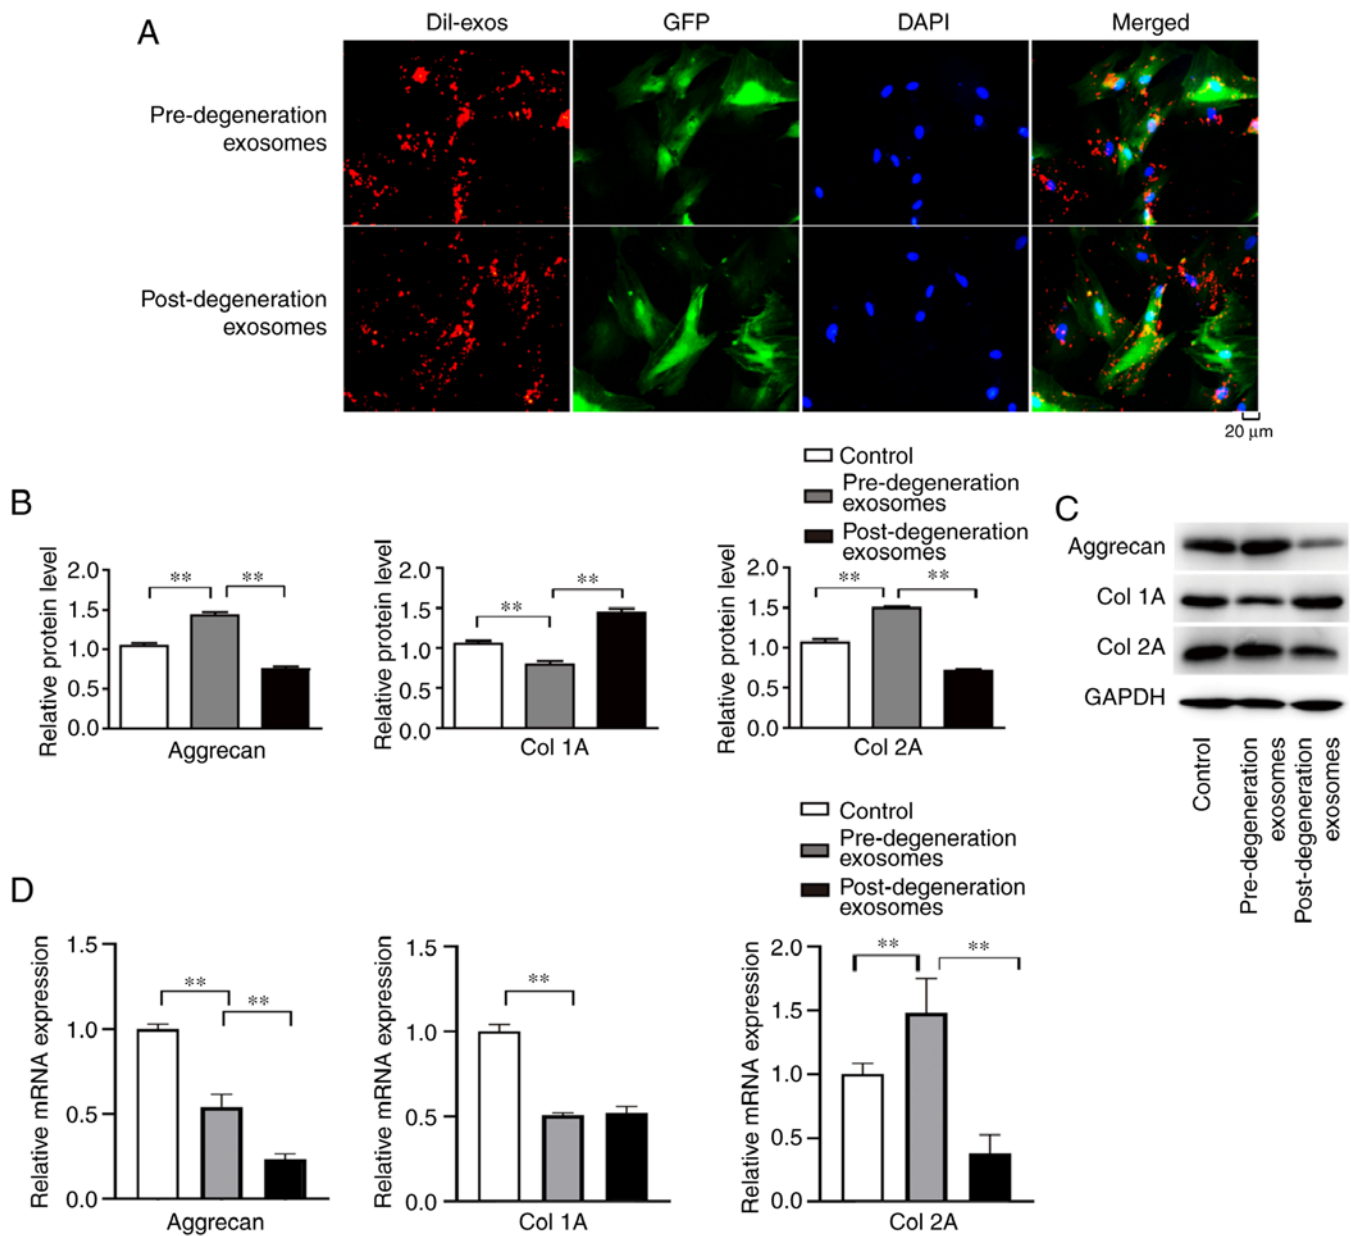 A
Dil-exos
GFP
DAPI
Merged
Pre-degeneration
exosomes
Post-degeneration
exosomes
20 µm
B
Control
Pre-degeneration
exosomes
Post-degeneration
exosomes
Relative protein level
2.0
1.5
1.0
0.5
0.0
**
**
Aggrecan
Relative protein level
2.0
1.5
1.0
0.5
0.0
**
**
Col 1A
Relative protein level
2.0
1.5
1.0
0.5
0.0
**
**
Col 2A
C
Aggrecan
Col 1A
Col 2A
GAPDH
Control
Pre-degeneration
exosomes
Post-degeneration
exosomes
D
Control
Pre-degeneration
exosomes
Post-degeneration
exosomes
Relative mRNA expression
1.5
1.0
0.5
0.0
**
**
Aggrecan
Relative mRNA expression
1.5
1.0
0.5
0.0
**
Col 1A
Relative mRNA expression
2.0
1.5
1.0
0.5
0.0
**
**
Col 2A